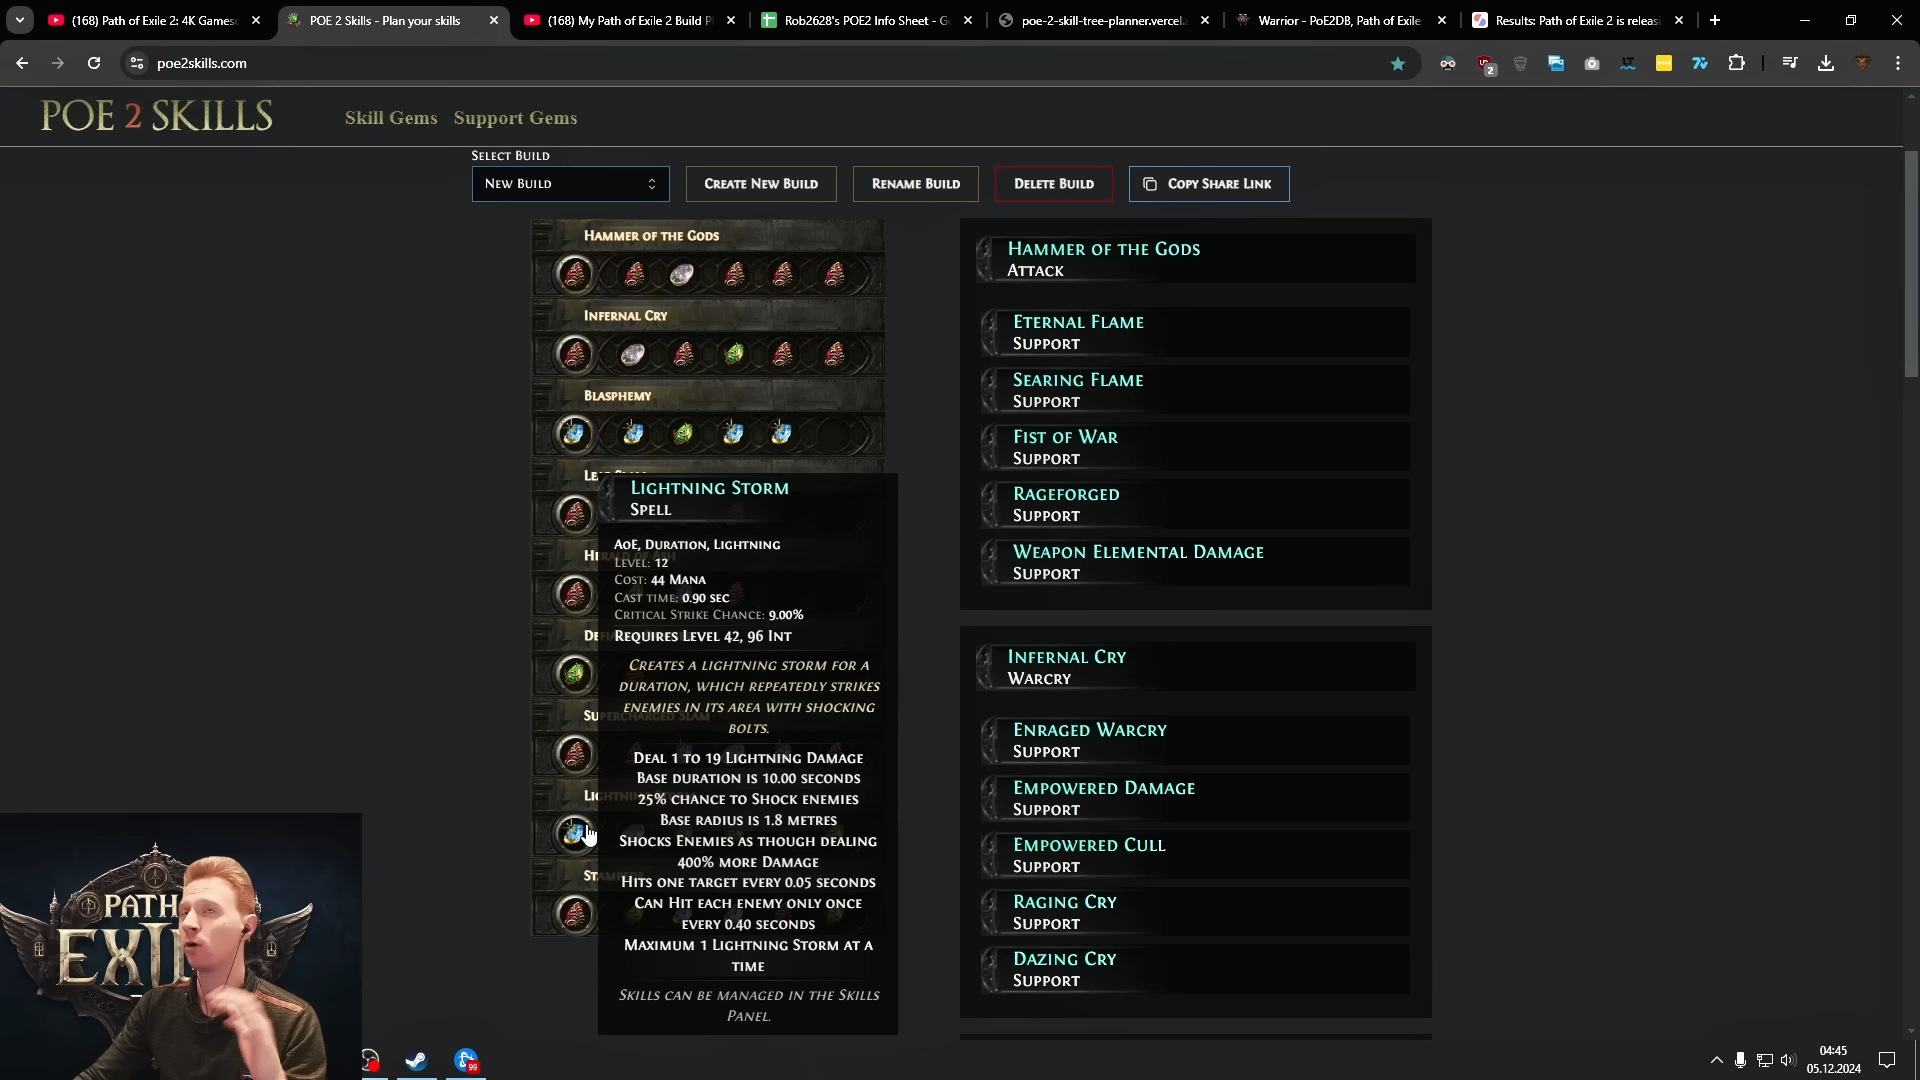 (168) Path of Exile 2: 4K Games
POE 2 Skills - Plan your skills
(168) My Path of Exile 2 Build P
Rob2628's POE2 Info Sheet - G
poe-2-skill-tree-planner.vercel.
Warrior - PoE2DB, Path of Exile
Results: Path of Exile 2 is releasi
poe2skills.com
2
POE 2 SKILLS
Skill Gems
Support Gems
SELECT BUILD
NEW BUILD
CREATE NEW BUILD
RENAME BUILD
DELETE BUILD
COPY SHARE LINK
HAMMER OF THE GODS
INFERNAL CRY
BLASPHEMY
LIGHTNING STORM
SPELL
AOE, DURATION, LIGHTNING
LEVEL: 12
COST: 44 MANA
CAST TIME: 0.90 SEC
CRITICAL STRIKE CHANCE: 9.00%
REQUIRES LEVEL 42, 96 INT
CREATES A LIGHTNING STORM FOR A
DURATION, WHICH REPEATEDLY STRIKES
ENEMIES IN ITS AREA WITH SHOCKING
BOLTS.
DEAL 1 TO 19 LIGHTNING DAMAGE
BASE DURATION IS 10.00 SECONDS
25% CHANCE TO SHOCK ENEMIES
BASE RADIUS IS 1.8 METRES
SHOCKS ENEMIES AS THOUGH DEALING
400% MORE DAMAGE
HITS ONE TARGET EVERY 0.05 SECONDS
CAN HIT EACH ENEMY ONLY ONCE
EVERY 0.40 SECONDS
MAXIMUM 1 LIGHTNING STORM AT A
TIME
SKILLS CAN BE MANAGED IN THE SKILLS
PANEL.
HAMMER OF THE GODS
ATTACK
ETERNAL FLAME
SUPPORT
SEARING FLAME
SUPPORT
FIST OF WAR
SUPPORT
RAGEFORGED
SUPPORT
WEAPON ELEMENTAL DAMAGE
SUPPORT
INFERNAL CRY
WARCRY
ENRAGED WARCRY
SUPPORT
EMPOWERED DAMAGE
SUPPORT
EMPOWERED CULL
SUPPORT
RAGING CRY
SUPPORT
DAZING CRY
SUPPORT
PATH
EXIL
99
04:45
05.12.2024